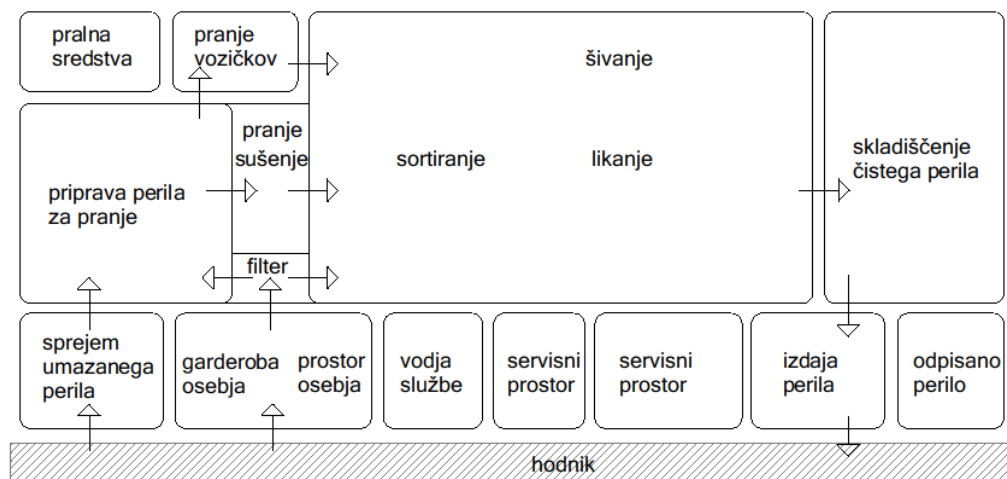 pralna
sredstva
pranje
vozičkov
šivanje
pranje
sušenje
sortiranje
likanje
skladiščenje
čistega perila
priprava perila
za pranje
filter
sprejem
umazanega
perila
garderoba
osebja
prostor
osebja
vodja
službe
servisni
prostor
servisni
prostor
izdaja
perila
odpisano
perilo
hodnik